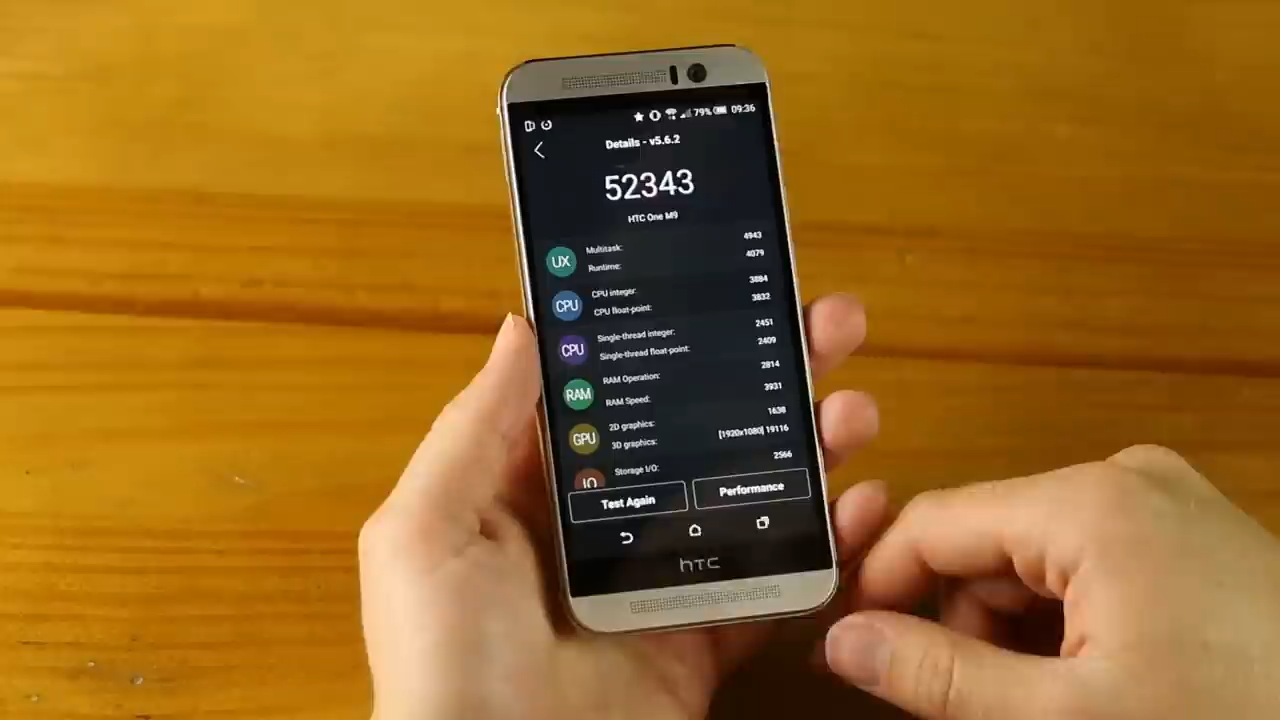 79% 09:36
Details - v5.6.2
52343
HTC One M9
UX Multitask: 4943
Runtime: 4079
CPU CPU integer: 3884
CPU float-point: 3832
CPU Single-thread integer: 2451
Single-thread float-point: 2409
RAM RAM Operation: 2814
RAM Speed: 3931
GPU 2D graphics: 1638
3D graphics: [1920x1080] 19116
IO Storage I/O: 2566
Test Again Performance
hTC